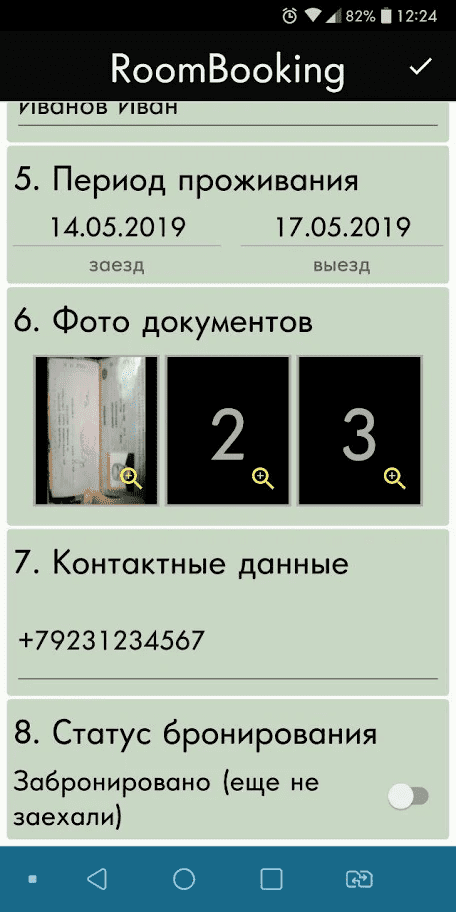 82% 12:24
RoomBooking
Иванов Иван
5. Период проживания
14.05.2019 17.05.2019
заезд выезд
6. Фото документов
2 3
7. Контактные данные
+79231234567
8. Статус бронирования
Забронировано (еще не
заехали)